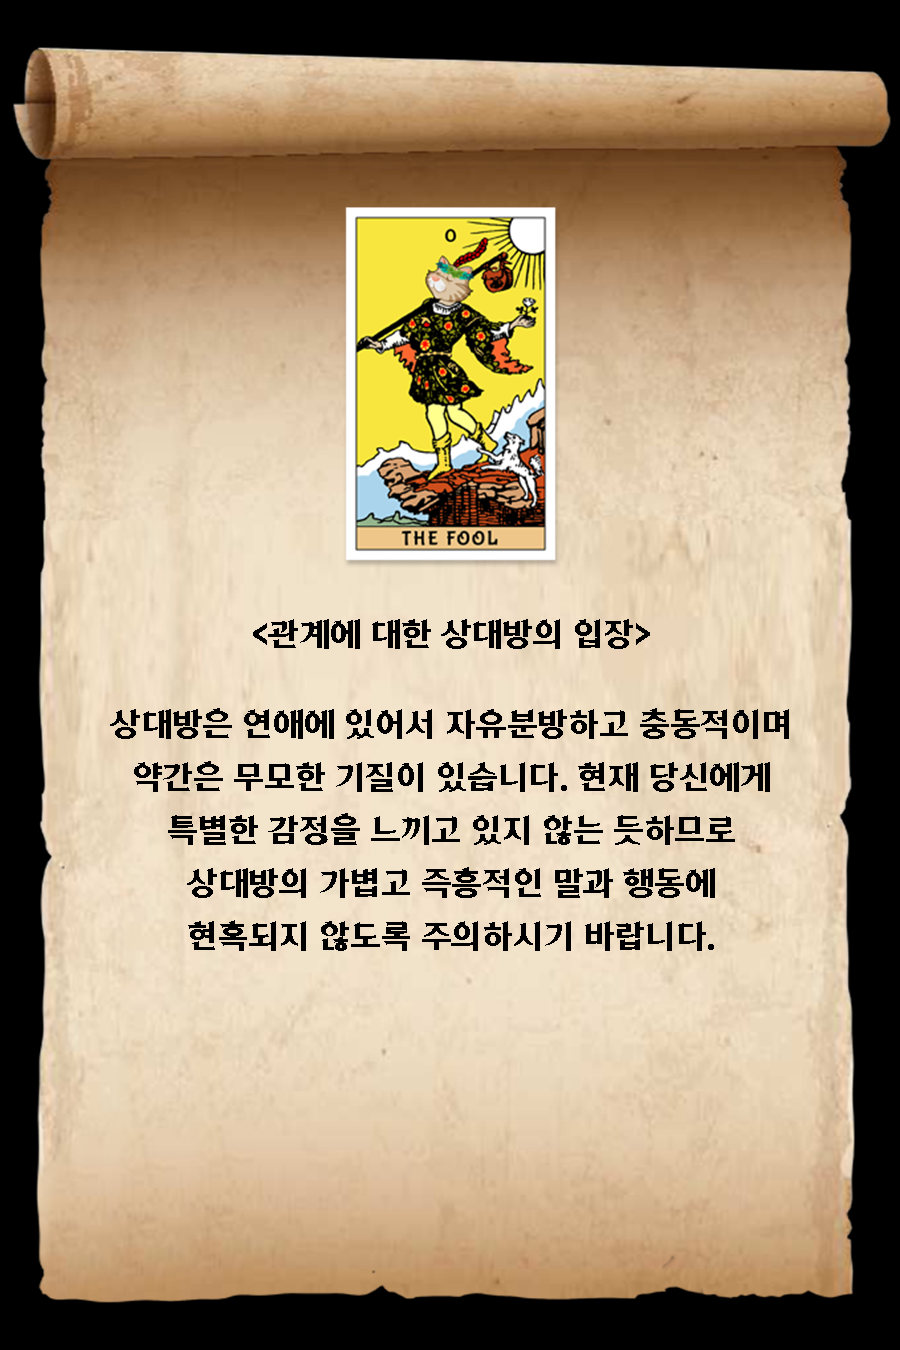 0
THE FOOL
<관계에 대한 상대방의 입장>
상대방은 연애에 있어서 자유분방하고 충동적이며
약간은 무모한 기질이 있습니다. 현재 당신에게
특별한 감정을 느끼고 있지 않는 듯하므로
상대방의 가볍고 즉흥적인 말과 행동에
현혹되지 않도록 주의하시기 바랍니다.